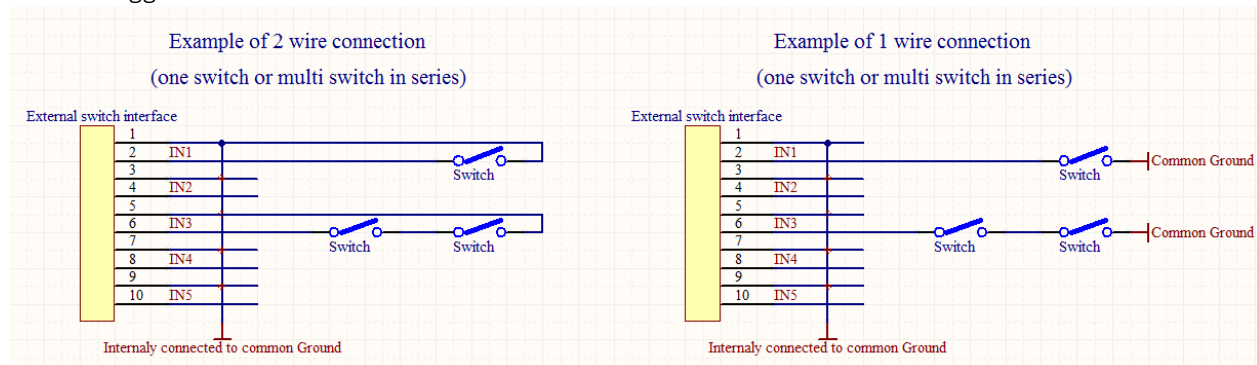 Example of 2 wire connection
(one switch or multi switch in series)
External switch interface
1
2 IN1
3
4 IN2
5
6 IN3
7
8 IN4
9
10 IN5
Switch
Switch
Switch
Internaly connected to common Ground
Example of 1 wire connection
(one switch or multi switch in series)
External switch interface
1
2 IN1
3
4 IN2
5
6 IN3
7
8 IN4
9
10 IN5
Switch
Common Ground
Switch
Switch
Common Ground
Internaly connected to common Ground